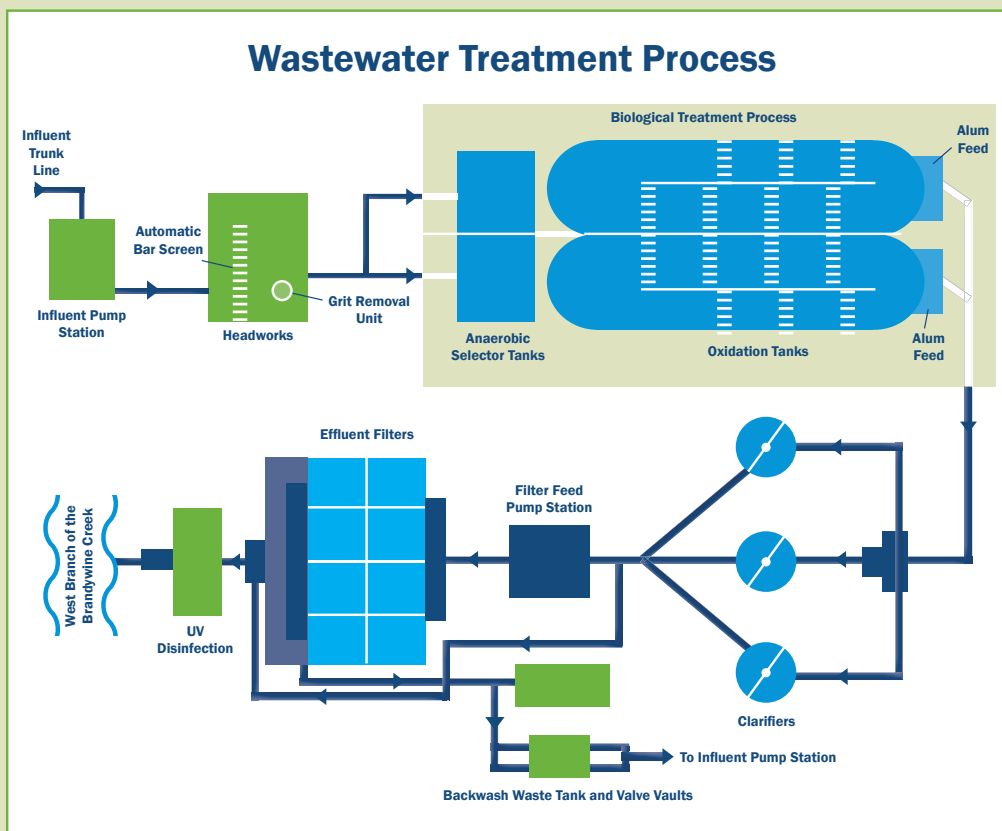 Wastewater Treatment Process
Influent
Trunk
Line
Influent Pump
Station
Automatic
Bar Screen
Grit Removal
Unit
Headworks
Biological Treatment Process
Alum
Feed
Anaerobic
Selector Tanks
Oxidation Tanks
Alum
Feed
Effluent Filters
Filter Feed
Pump Station
West Branch of the
Brandywine Creek
UV
Disinfection
Clarifiers
To Influent Pump Station
Backwash Waste Tank and Valve Vaults